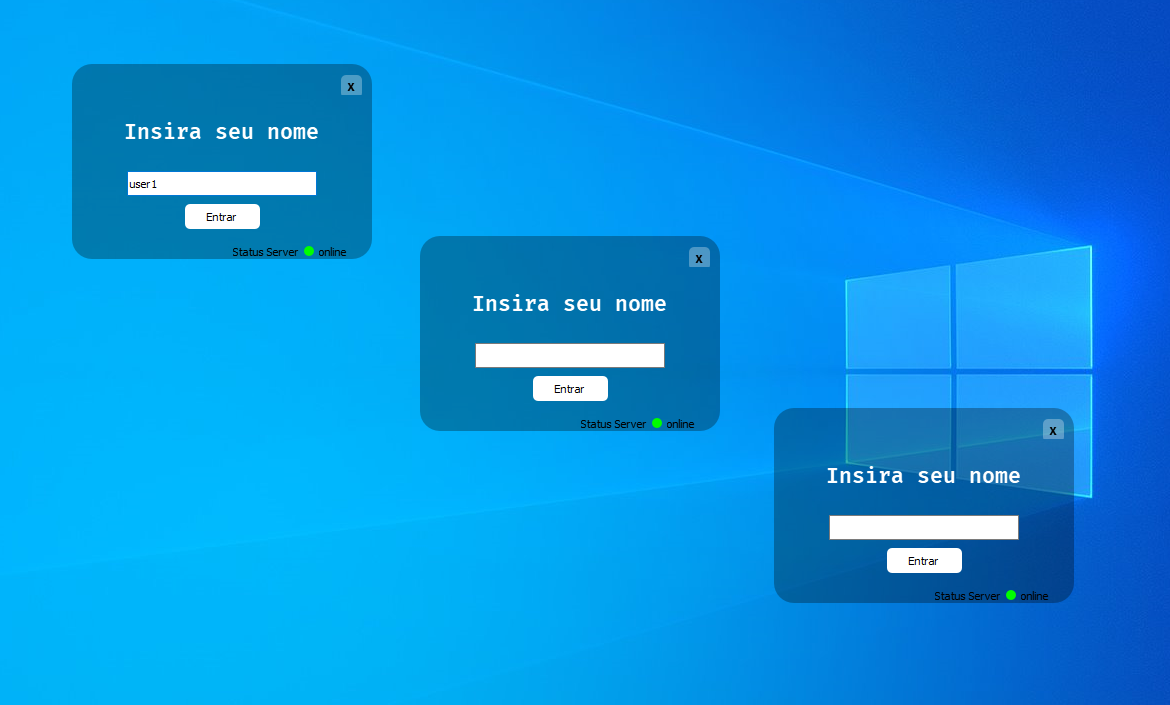 x
Insira seu nome
user1
Entrar
Status Server online
x
Insira seu nome
Entrar
Status Server online
x
Insira seu nome
Entrar
Status Server online